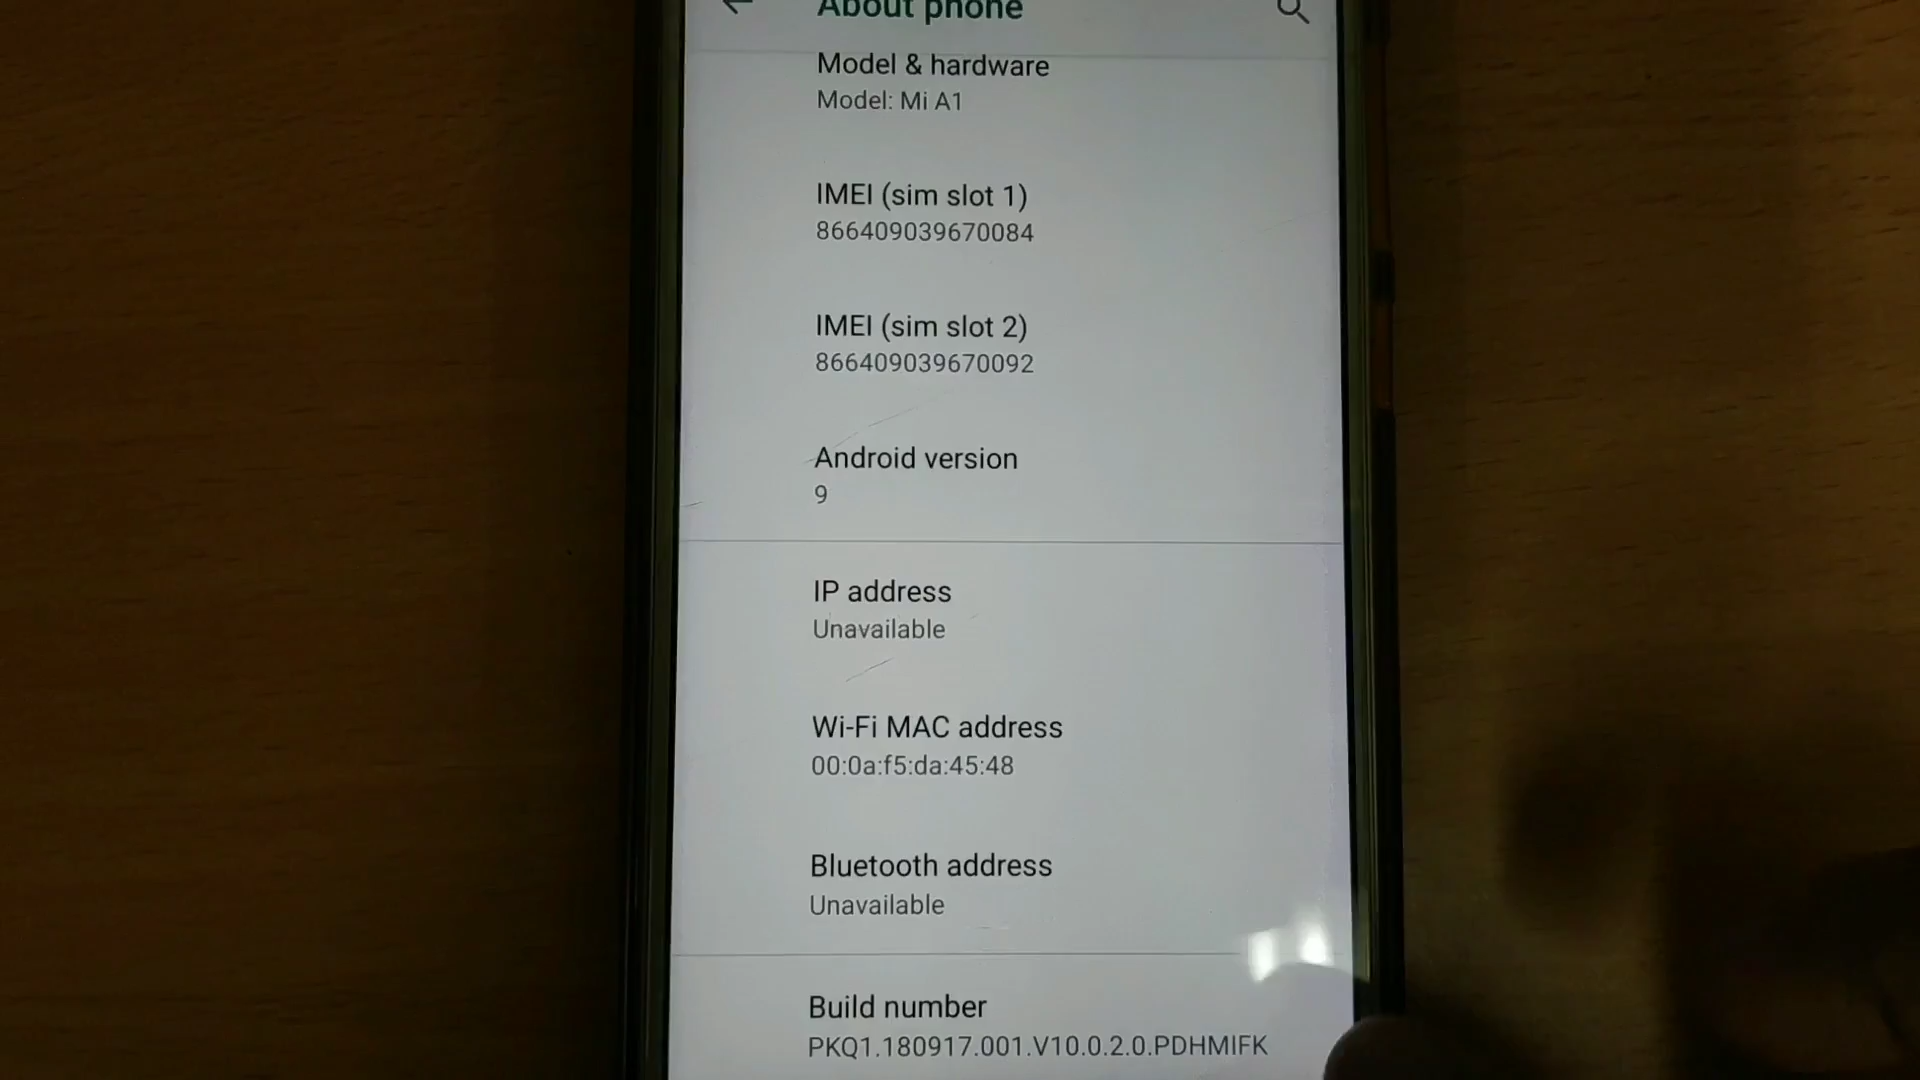 About phone
Model & hardware
Model: Mi A1
IMEI (sim slot 1)
866409039670084
IMEI (sim slot 2)
866409039670092
Android version
9
IP address
Unavailable
Wi-Fi MAC address
00:0a:f5:da:45:48
Bluetooth address
Unavailable
Build number
PKQ1.180917.001.V10.0.2.0.PDHMIFK